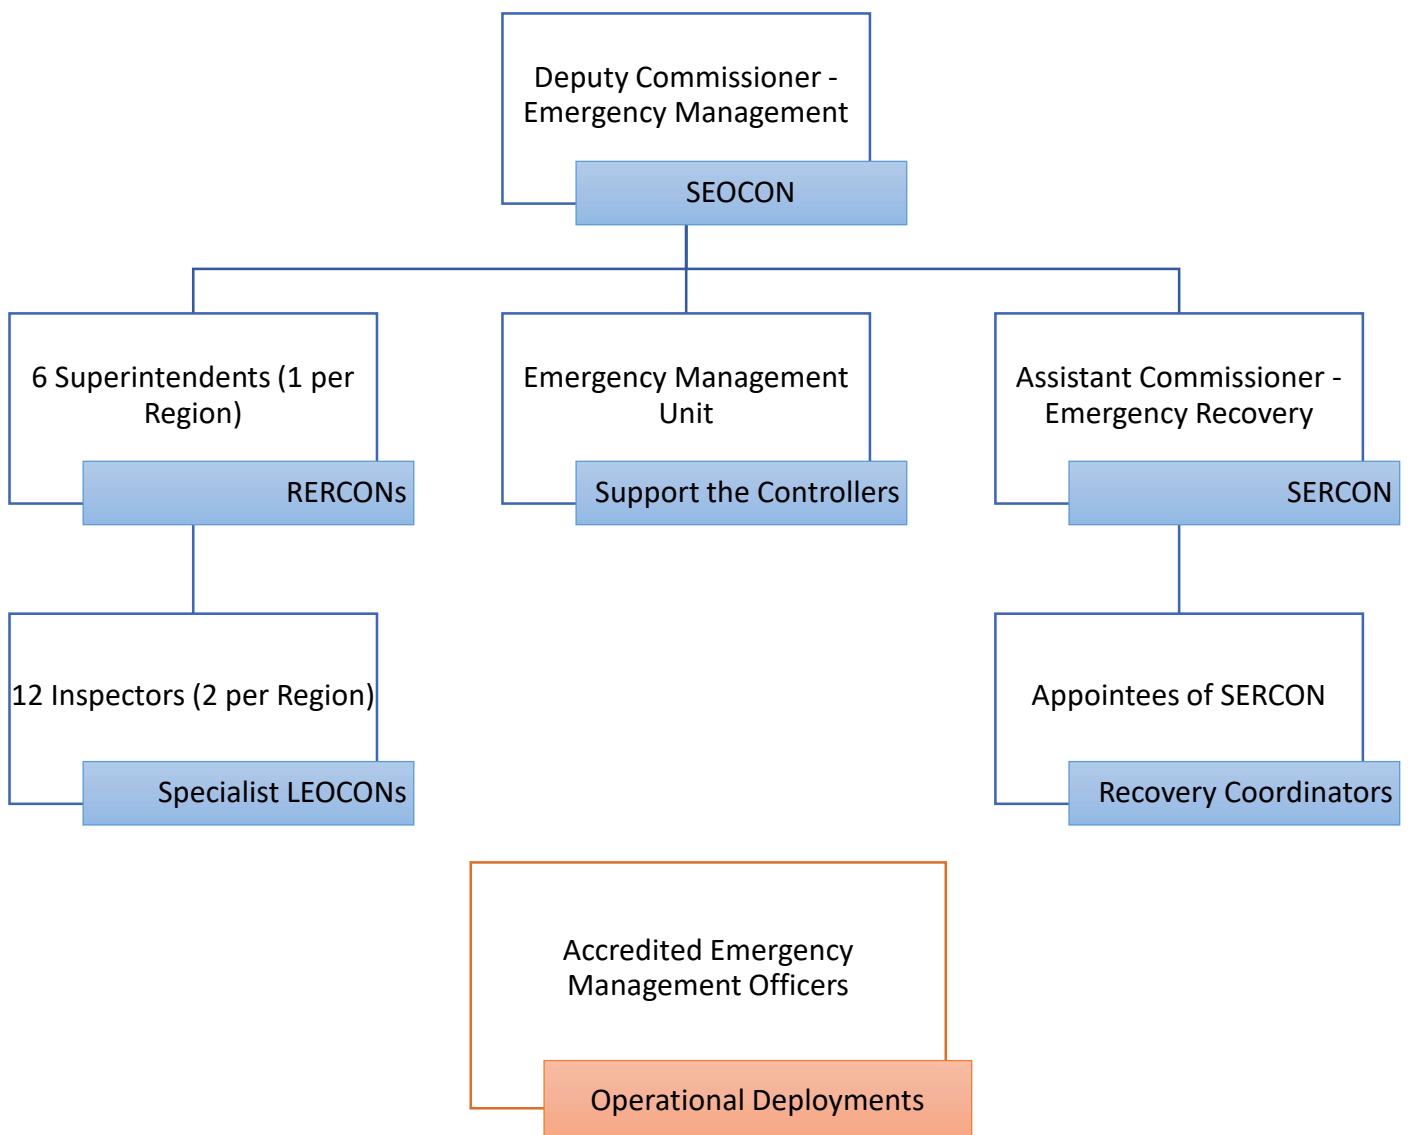 Deputy Commissioner -
Emergency Management
SEOCON
6 Superintendents (1 per
Region)
RERCONs
Emergency Management
Unit
Support the Controllers
Assistant Commissioner -
Emergency Recovery
SERCON
12 Inspectors (2 per Region)
Specialist LEOCONs
Appointees of SERCON
Recovery Coordinators
Accredited Emergency
Management Officers
Operational Deployments